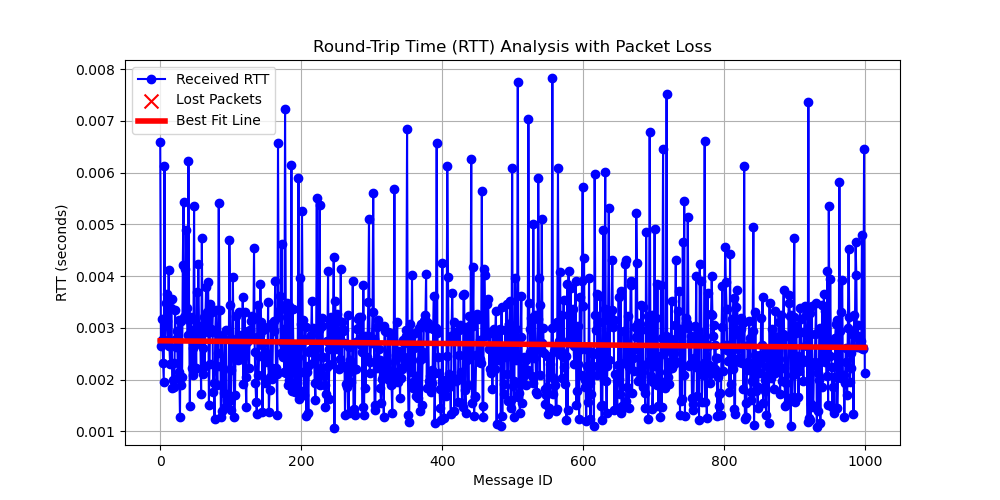 Round-Trip Time (RTT) Analysis with Packet Loss
Received RTT
Lost Packets
Best Fit Line
RTT (seconds)
0.008
0.007
0.006
0.005
0.004
0.003
0.002
0.001
0 200 400 600 800 1000
Message ID